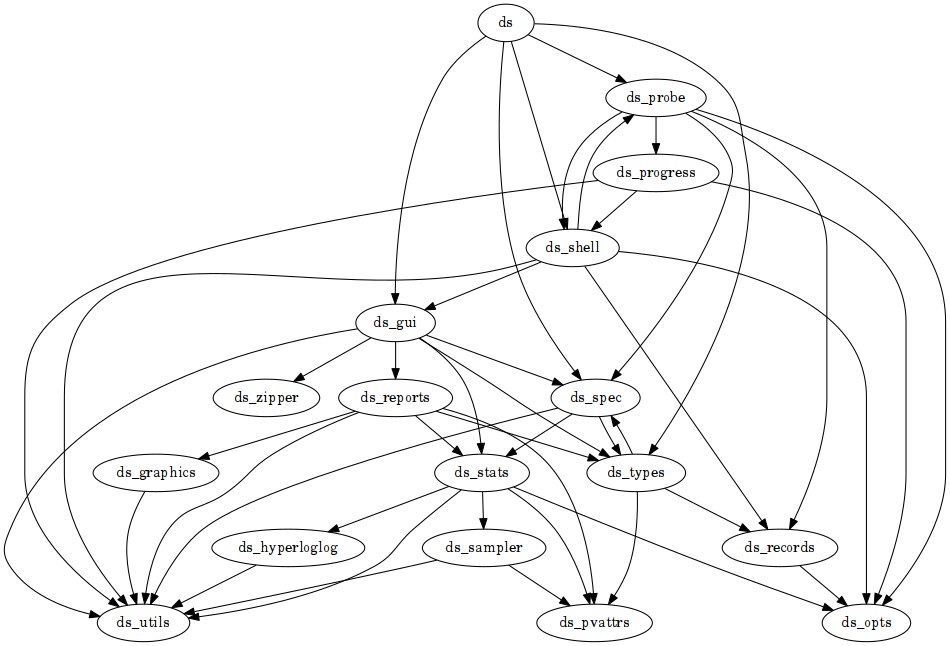 ds
ds_probe
ds_progress
ds_shell
ds_gui
ds_zipper
ds_reports
ds_spec
ds_graphics
ds_stats
ds_types
ds_hyperloglog
ds_sampler
ds_records
ds_utils
ds_pvattrs
ds_opts